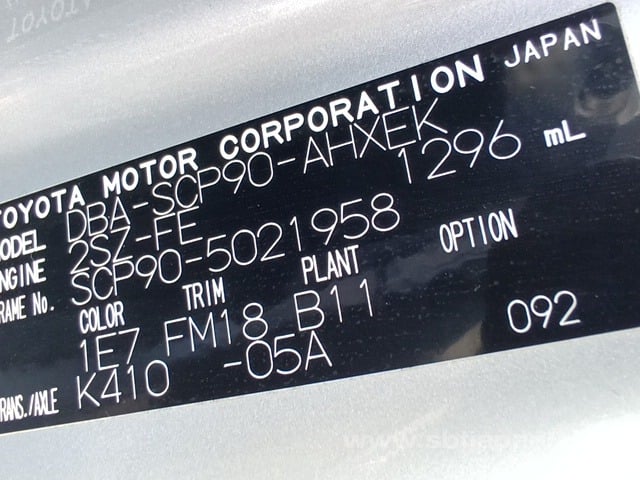 TOYOTA MOTOR CORPORATION JAPAN
MODEL DBA-SCP90-AHXEK
ENGINE 2SZ-FE 1296 mL
FRAME No. SCP90-5021958
COLOR TRIM PLANT OPTION
1E7 FM18 B11
TRANS./AXLE K410 -05A 092